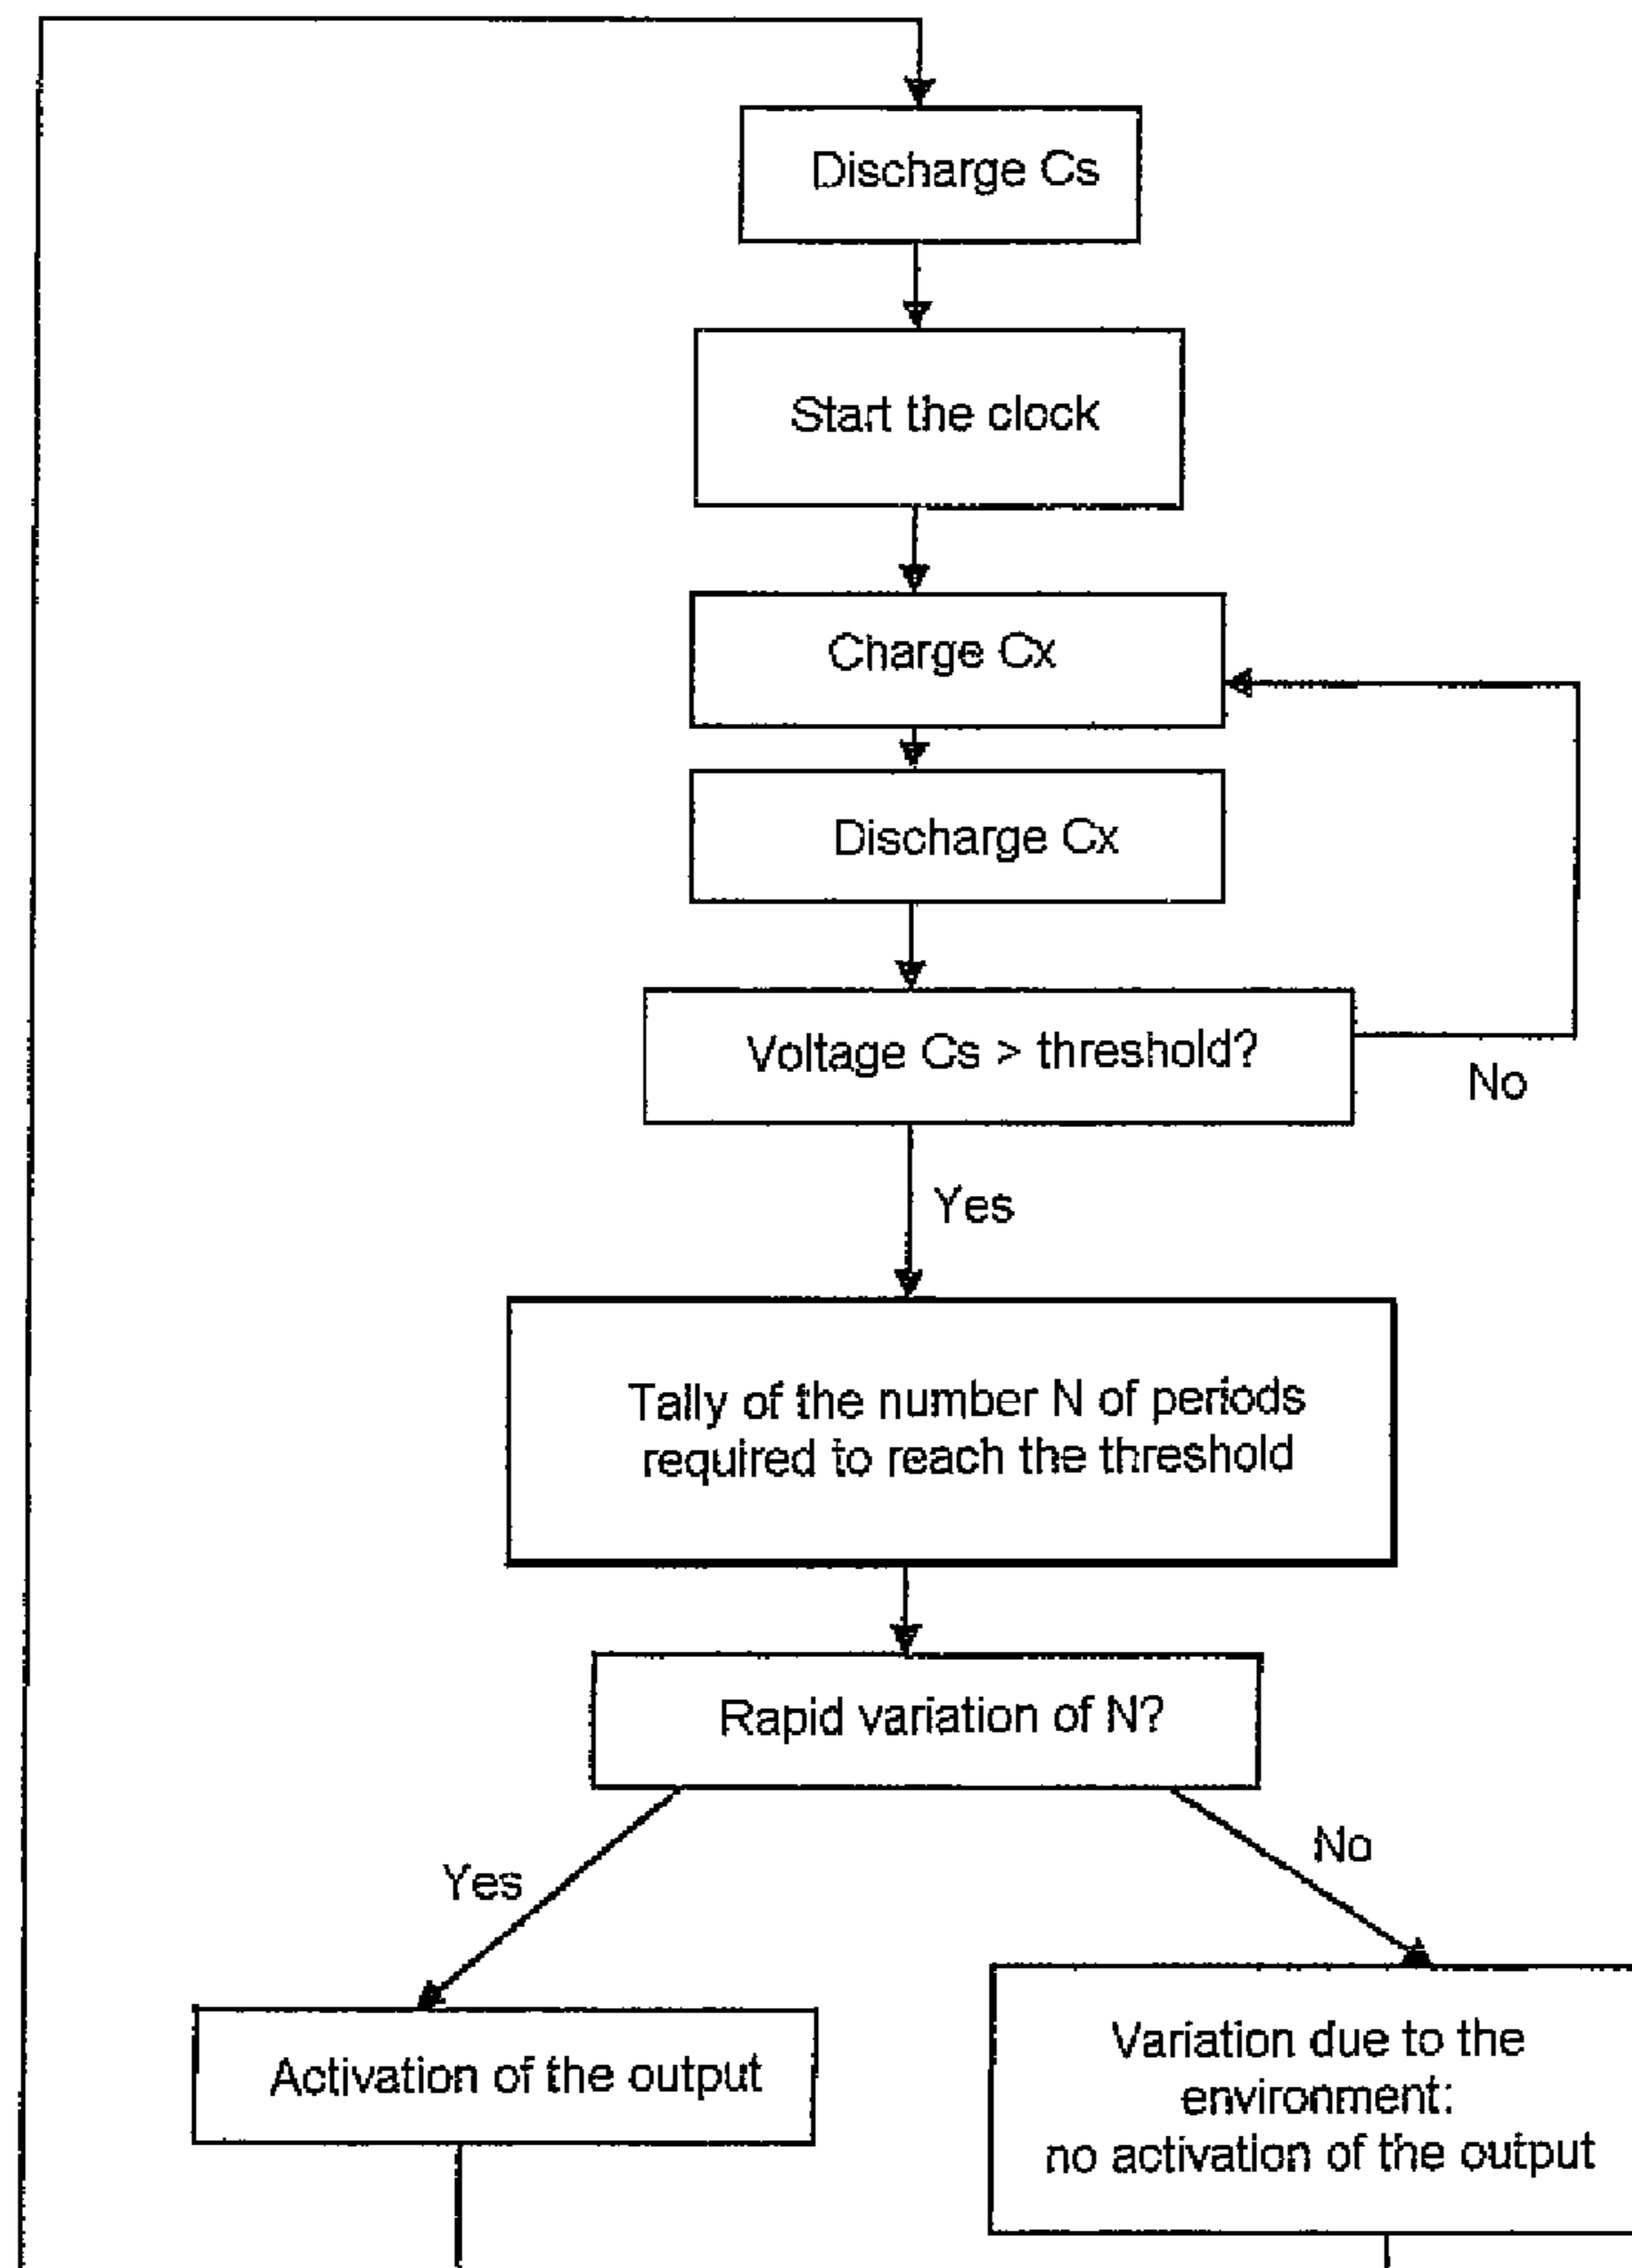 Discharge Cs
Start the clock
Charge Cx
Discharge Cx
Voltage Cs > threshold?
No
Yes
Tally of the number N of periods
required to reach the threshold
Rapid variation of N?
Yes
No
Activation of the output
Variation due to the
environment:
no activation of the output